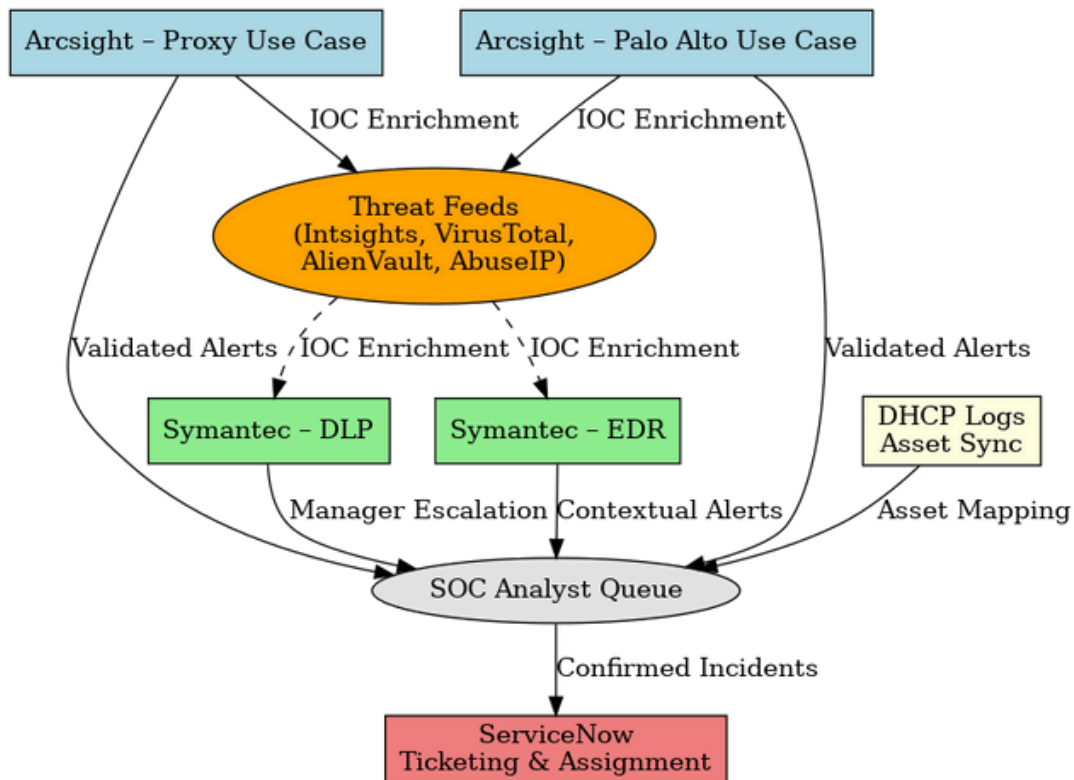 Arcsight – Proxy Use Case
Arcsight – Palo Alto Use Case
IOC Enrichment
IOC Enrichment
Threat Feeds
(Intsights, VirusTotal,
AlienVault, AbuseIP)
Validated Alerts
IOC Enrichment
IOC Enrichment
Validated Alerts
Symantec – DLP
Symantec – EDR
DHCP Logs
Asset Sync
Manager Escalation
Contextual Alerts
Asset Mapping
SOC Analyst Queue
Confirmed Incidents
ServiceNow
Ticketing & Assignment